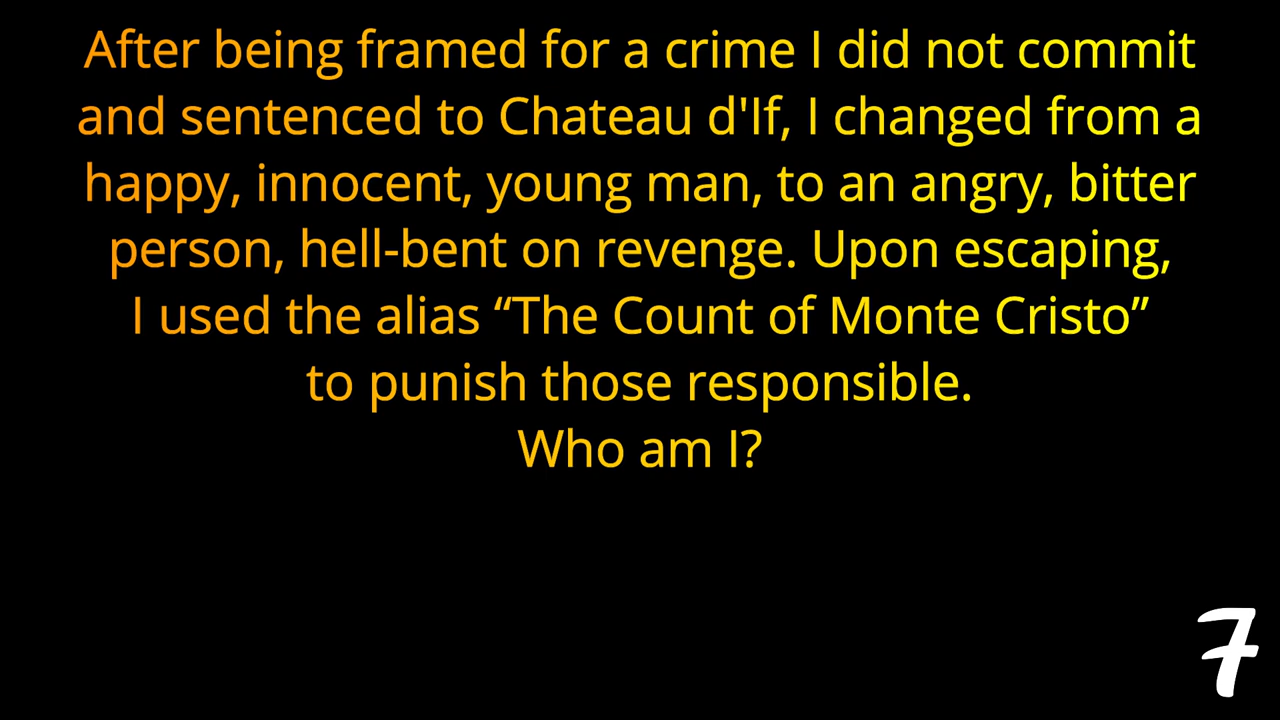 After being framed for a crime I did not commit
and sentenced to Chateau d'If, I changed from a
happy, innocent, young man, to an angry, bitter
person, hell-bent on revenge. Upon escaping,
I used the alias “The Count of Monte Cristo”
to punish those responsible.
Who am I?
7